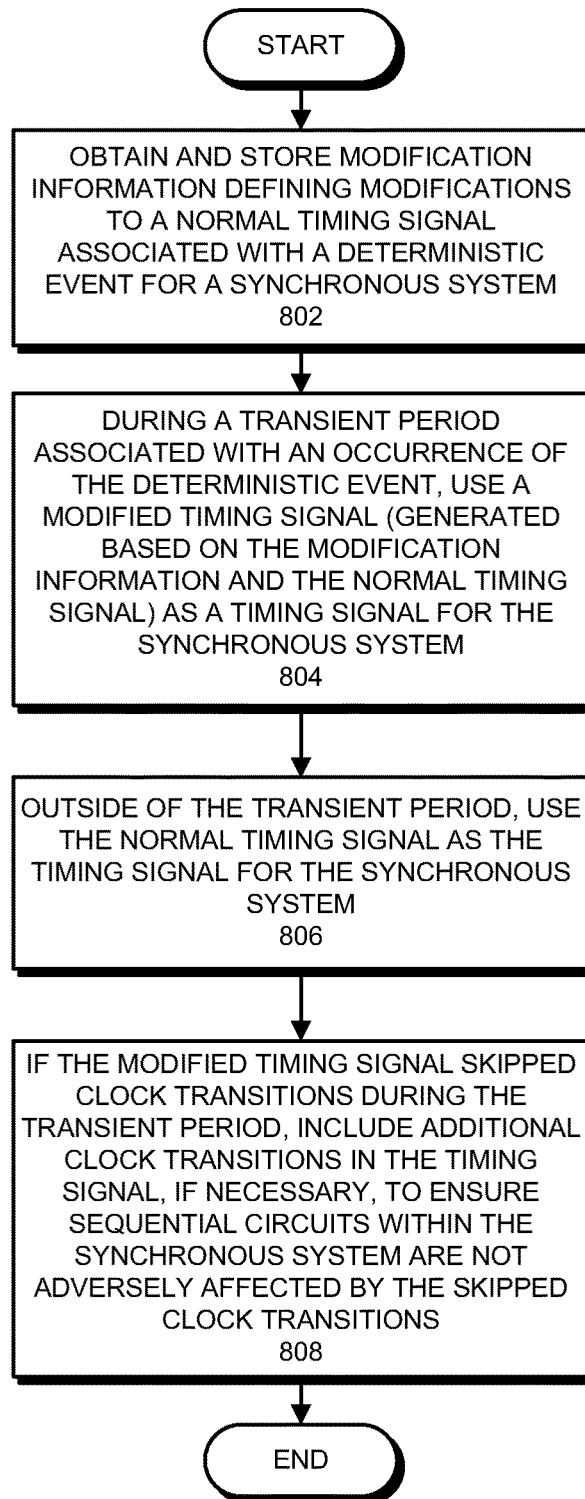 START
OBTAIN AND STORE MODIFICATION
INFORMATION DEFINING MODIFICATIONS
TO A NORMAL TIMING SIGNAL
ASSOCIATED WITH A DETERMINISTIC
EVENT FOR A SYNCHRONOUS SYSTEM
802
DURING A TRANSIENT PERIOD
ASSOCIATED WITH AN OCCURRENCE OF
THE DETERMINISTIC EVENT, USE A
MODIFIED TIMING SIGNAL (GENERATED
BASED ON THE MODIFICATION
INFORMATION AND THE NORMAL TIMING
SIGNAL) AS A TIMING SIGNAL FOR THE
SYNCHRONOUS SYSTEM
804
OUTSIDE OF THE TRANSIENT PERIOD, USE
THE NORMAL TIMING SIGNAL AS THE
TIMING SIGNAL FOR THE SYNCHRONOUS
SYSTEM
806
IF THE MODIFIED TIMING SIGNAL SKIPPED
CLOCK TRANSITIONS DURING THE
TRANSIENT PERIOD, INCLUDE ADDITIONAL
CLOCK TRANSITIONS IN THE TIMING
SIGNAL, IF NECESSARY, TO ENSURE
SEQUENTIAL CIRCUITS WITHIN THE
SYNCHRONOUS SYSTEM ARE NOT
ADVERSELY AFFECTED BY THE SKIPPED
CLOCK TRANSITIONS
808
END